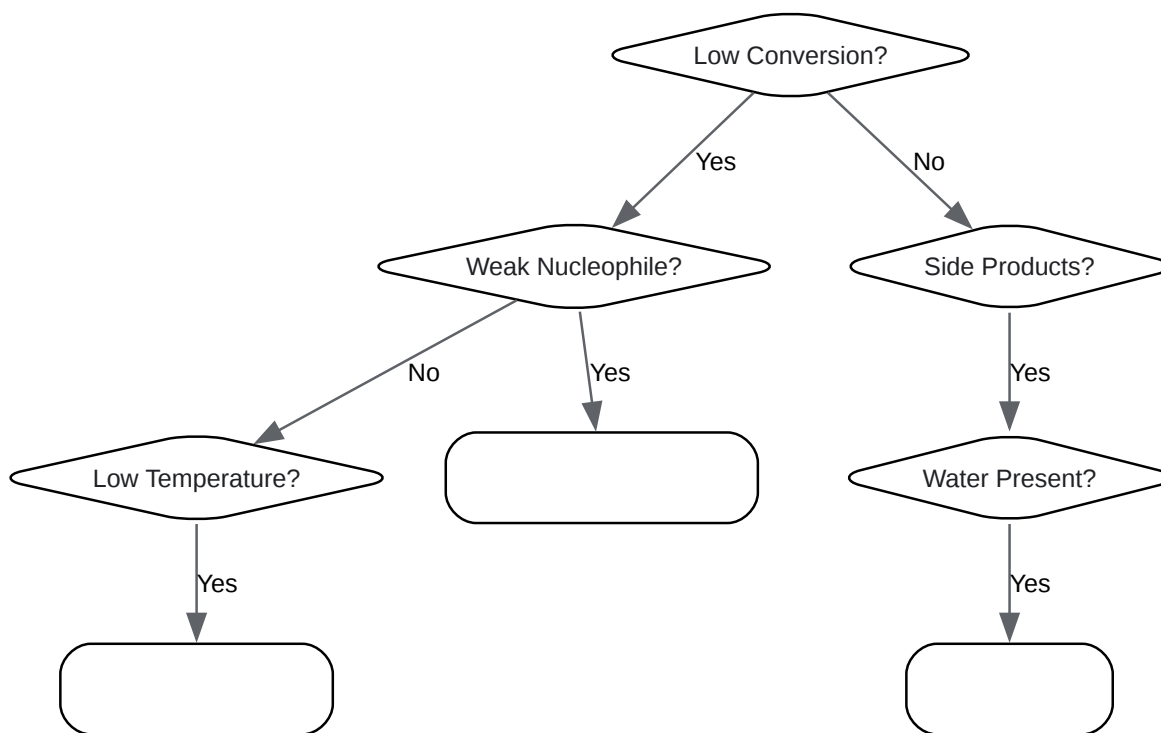 Low Conversion?
Yes
No
Weak Nucleophile?
Side Products?
No
Yes
Yes
Low Temperature?
Water Present?
Yes
Yes